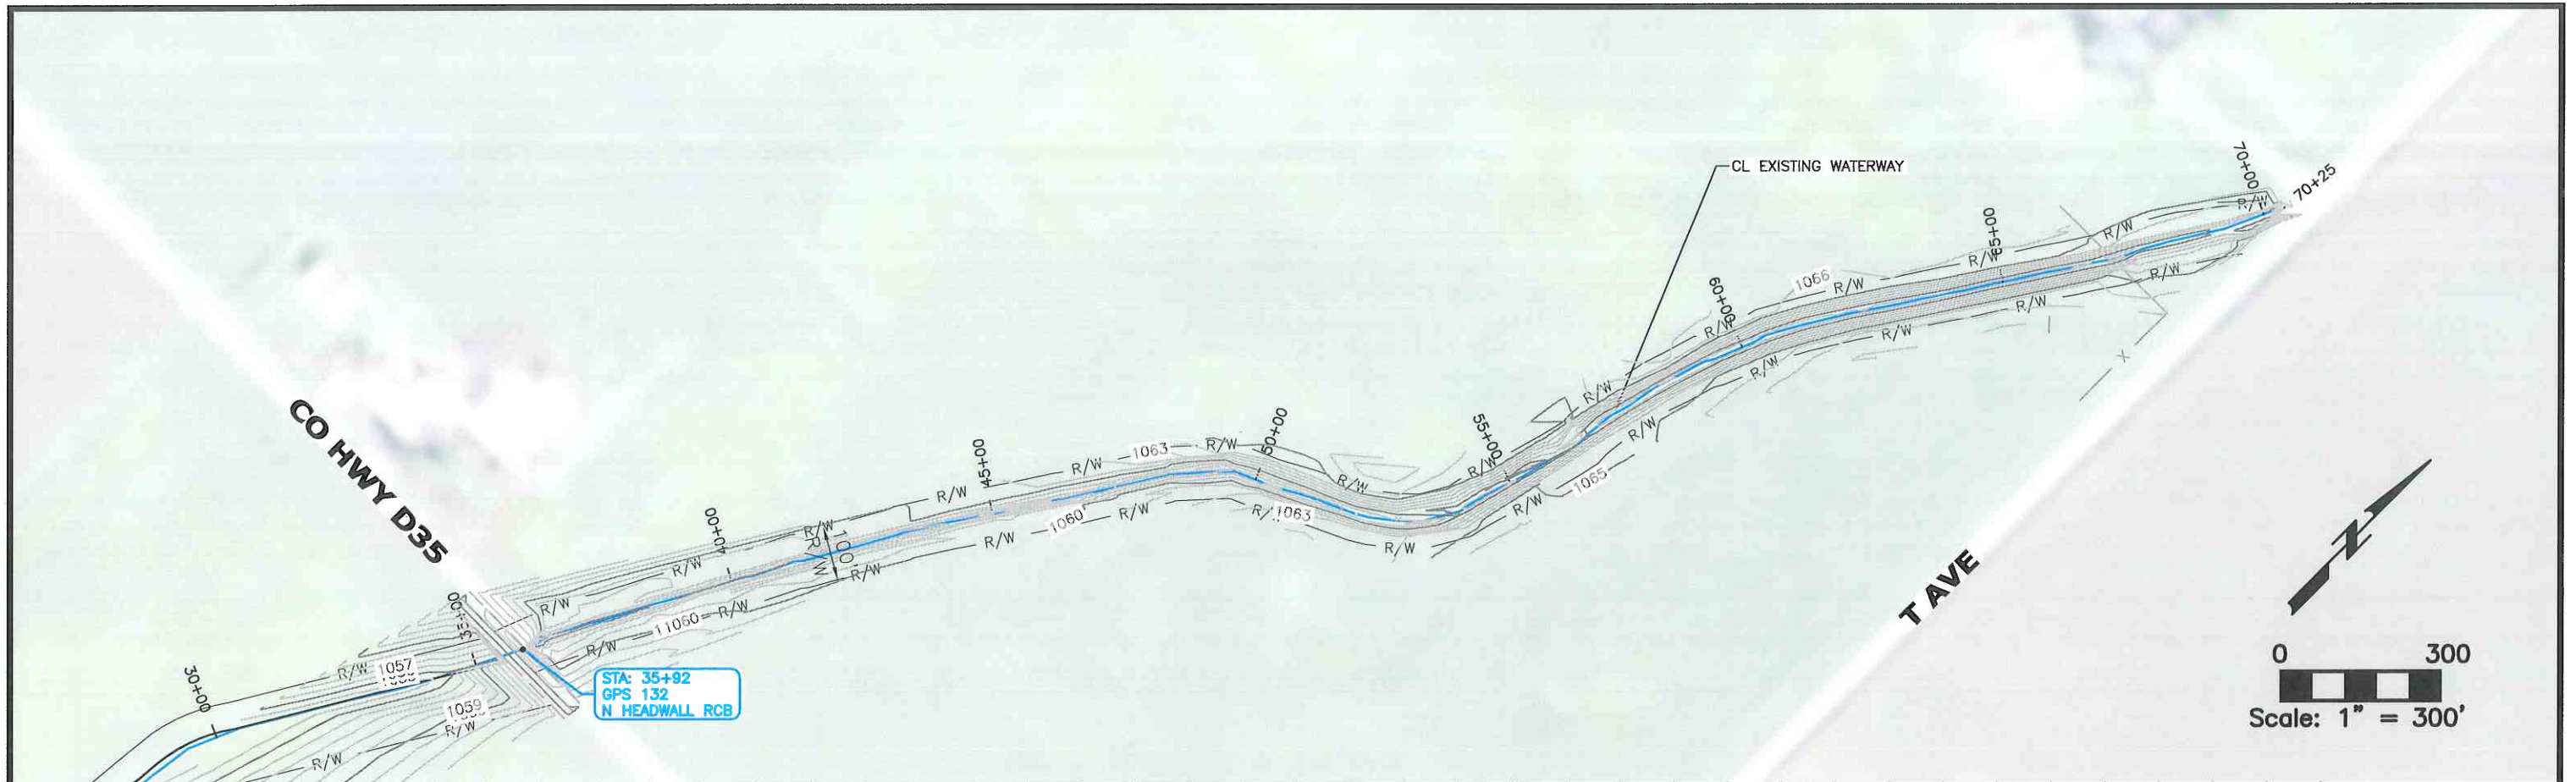 CL EXISTING WATERWAY
70+00
70+25
R/W
R/W
65+00
R/W
R/W
1066
R/W
R/W
60+00
R/W
R/W
R/W
R/W
R/W
55+00
R/W
1065
R/W
50+00
R/W
1063
R/W
R/W
1063
R/W
R/W
45+00
R/W
1060
R/W
R/W
40+00
R/W
100'
R/W
R/W
R/W
R/W
11060
R/W
R/W
CO HWY D35
35+00
R/W
1057
1059
R/W
R/W
30+00
STA: 35+92
GPS 132
N HEADWALL RCB
T AVE
X
N
0 300
Scale: 1" = 300'